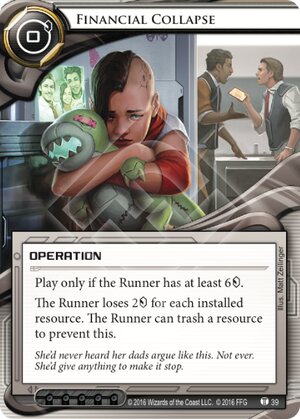 Financial Collapse
0
OPERATION
Play only if the Runner has at least 6
The Runner loses 2 for each installed
resource. The Runner can trash a resource
to prevent this.
She'd never heard her dads argue like this. Not ever.
She'd give anything to make it stop.
Illus. Matt Zeilinger
© 2016 Wizards of the Coast LLC. © 2016 FFG
39